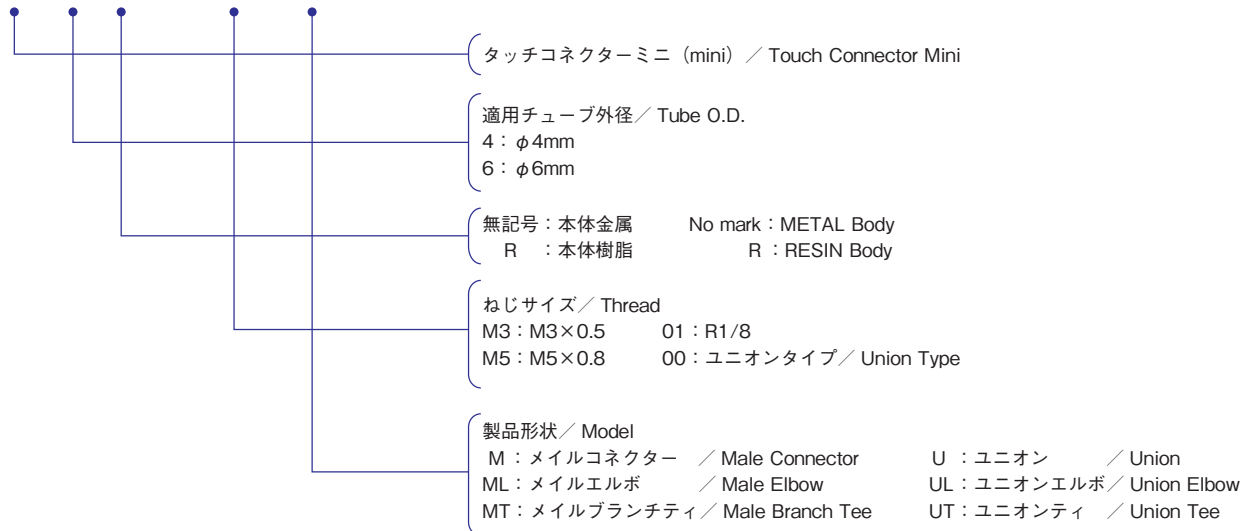 タッチコネクターミニ（mini）／ Touch Connector Mini
適用チューブ外径／ Tube O.D.
4：φ4mm
6：φ6mm
無記号：本体金属 No mark：METAL Body
R ：本体樹脂 R ：RESIN Body
ねじサイズ／ Thread
M3：M3×0.5 01：R1/8
M5：M5×0.8 00：ユニオンタイプ／ Union Type
製品形状／ Model
M：メイルコネクター ／ Male Connector U ：ユニオン ／ Union
ML：メイルエルボ ／ Male Elbow UL：ユニオンエルボ／ Union Elbow
MT：メイルブランチティ／ Male Branch Tee UT：ユニオンティ ／ Union Tee